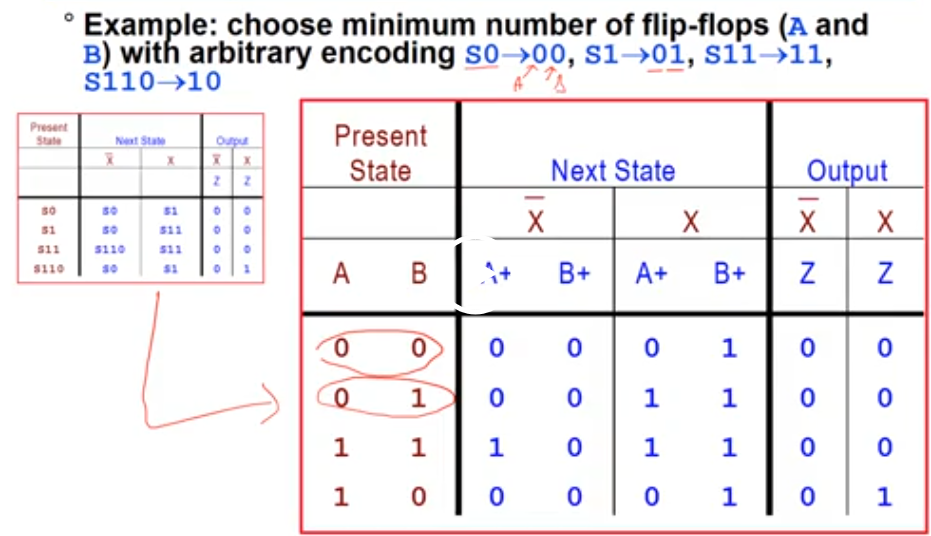 ° Example: choose minimum number of flip-flops (A and
B) with arbitrary encoding S0→00, S1→01, S11→11,
S110→10
A B
Present
State Next State Output
X̅ X X̅ X
Z Z
S0 S0 S1 0 0
S1 S0 S11 0 0
S11 S110 S11 0 0
S110 S0 S1 0 1
Present
State Next State Output
X̅ X X̅ X
A B A+ B+ A+ B+ Z Z
0 0 0 0 0 1 0 0
0 1 0 0 1 1 0 0
1 1 1 0 1 1 0 0
1 0 0 0 0 1 0 1